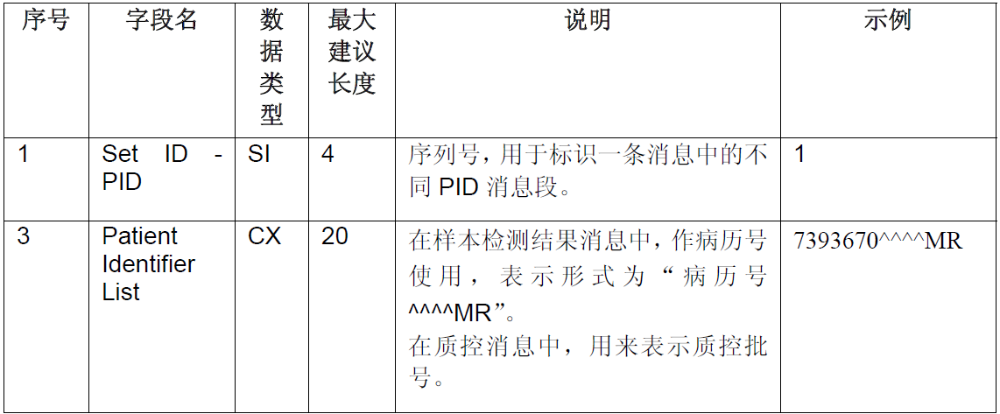 序号 字段名 数据类型 最大建议长度 说明 示例
1 Set ID - PID SI 4 序列号，用于标识一条消息中的不同 PID 消息段。 1
3 Patient Identifier List CX 20 在样本检测结果消息中，作病历号使用，表示形式为“病历号^^^^MR”。 7393670^^^^MR
在质控消息中，用来表示质控批号。